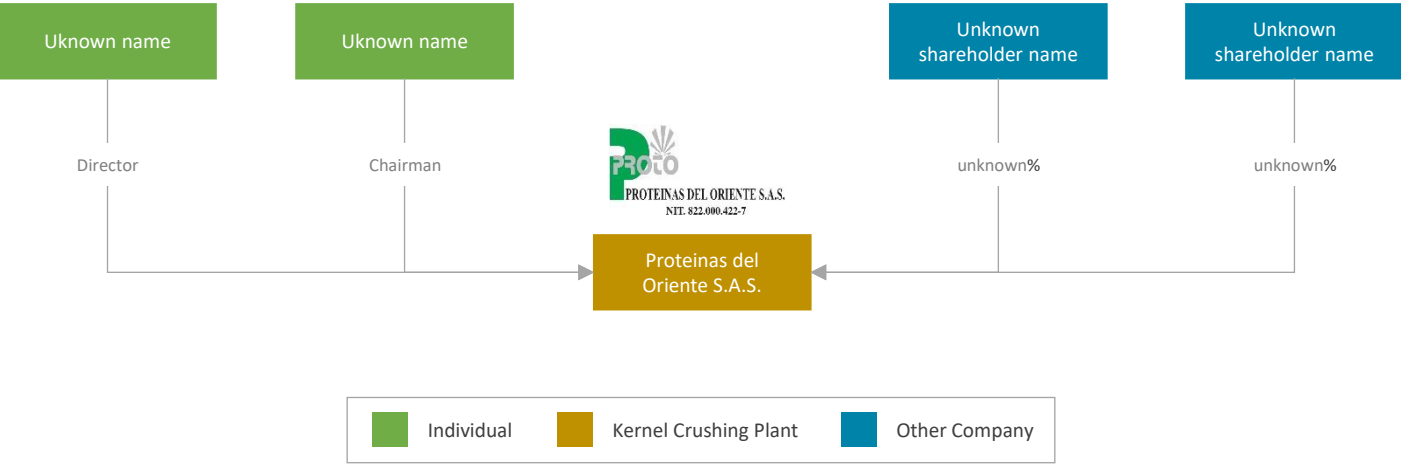 Uknown name
Uknown name
Unknown
shareholder name
Unknown
shareholder name
Director
Chairman
unknown%
unknown%
PROTO
PROTEINAS DEL ORIENTE S.A.S.
NIT. 822.000.422-7
Proteinas del
Oriente S.A.S.
Individual
Kernel Crushing Plant
Other Company